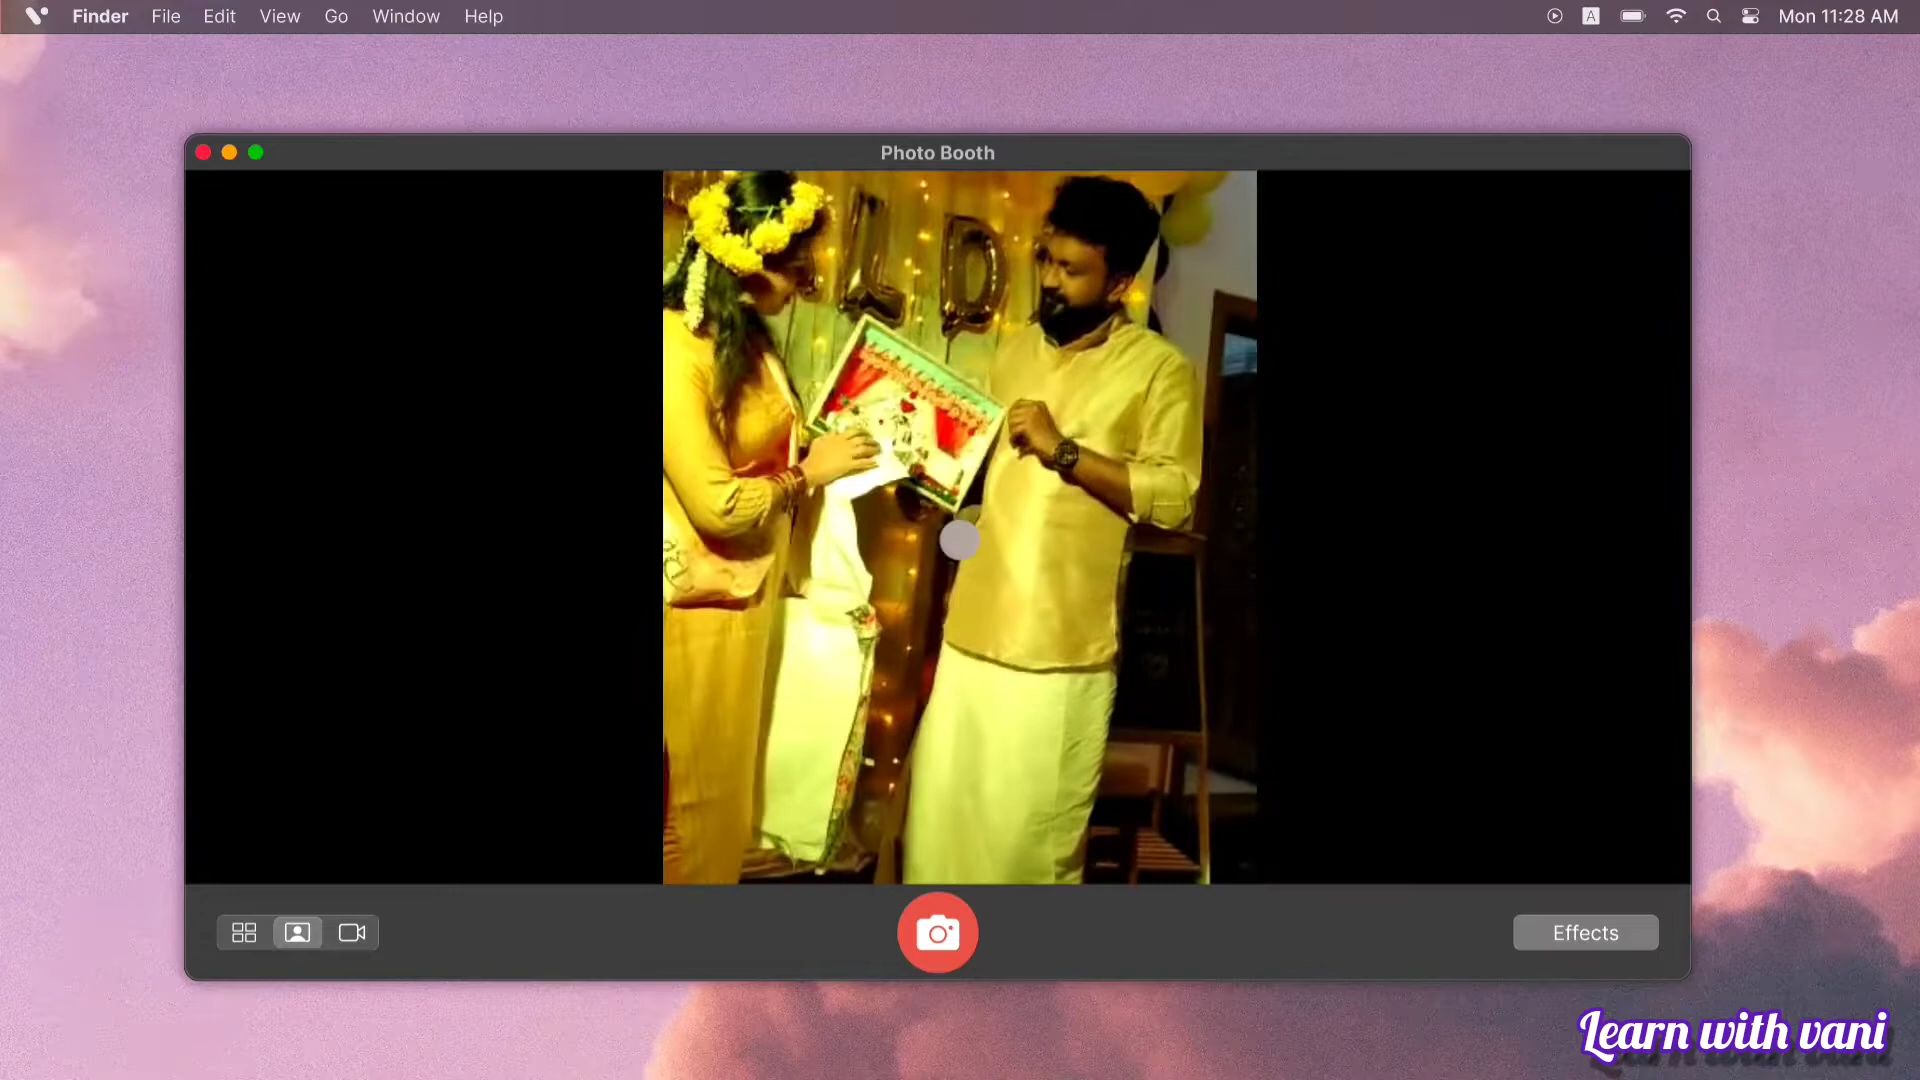 Finder File Edit View Go Window Help A Mon 11:28 AM
Photo Booth
L D
Effects
Learn with vani